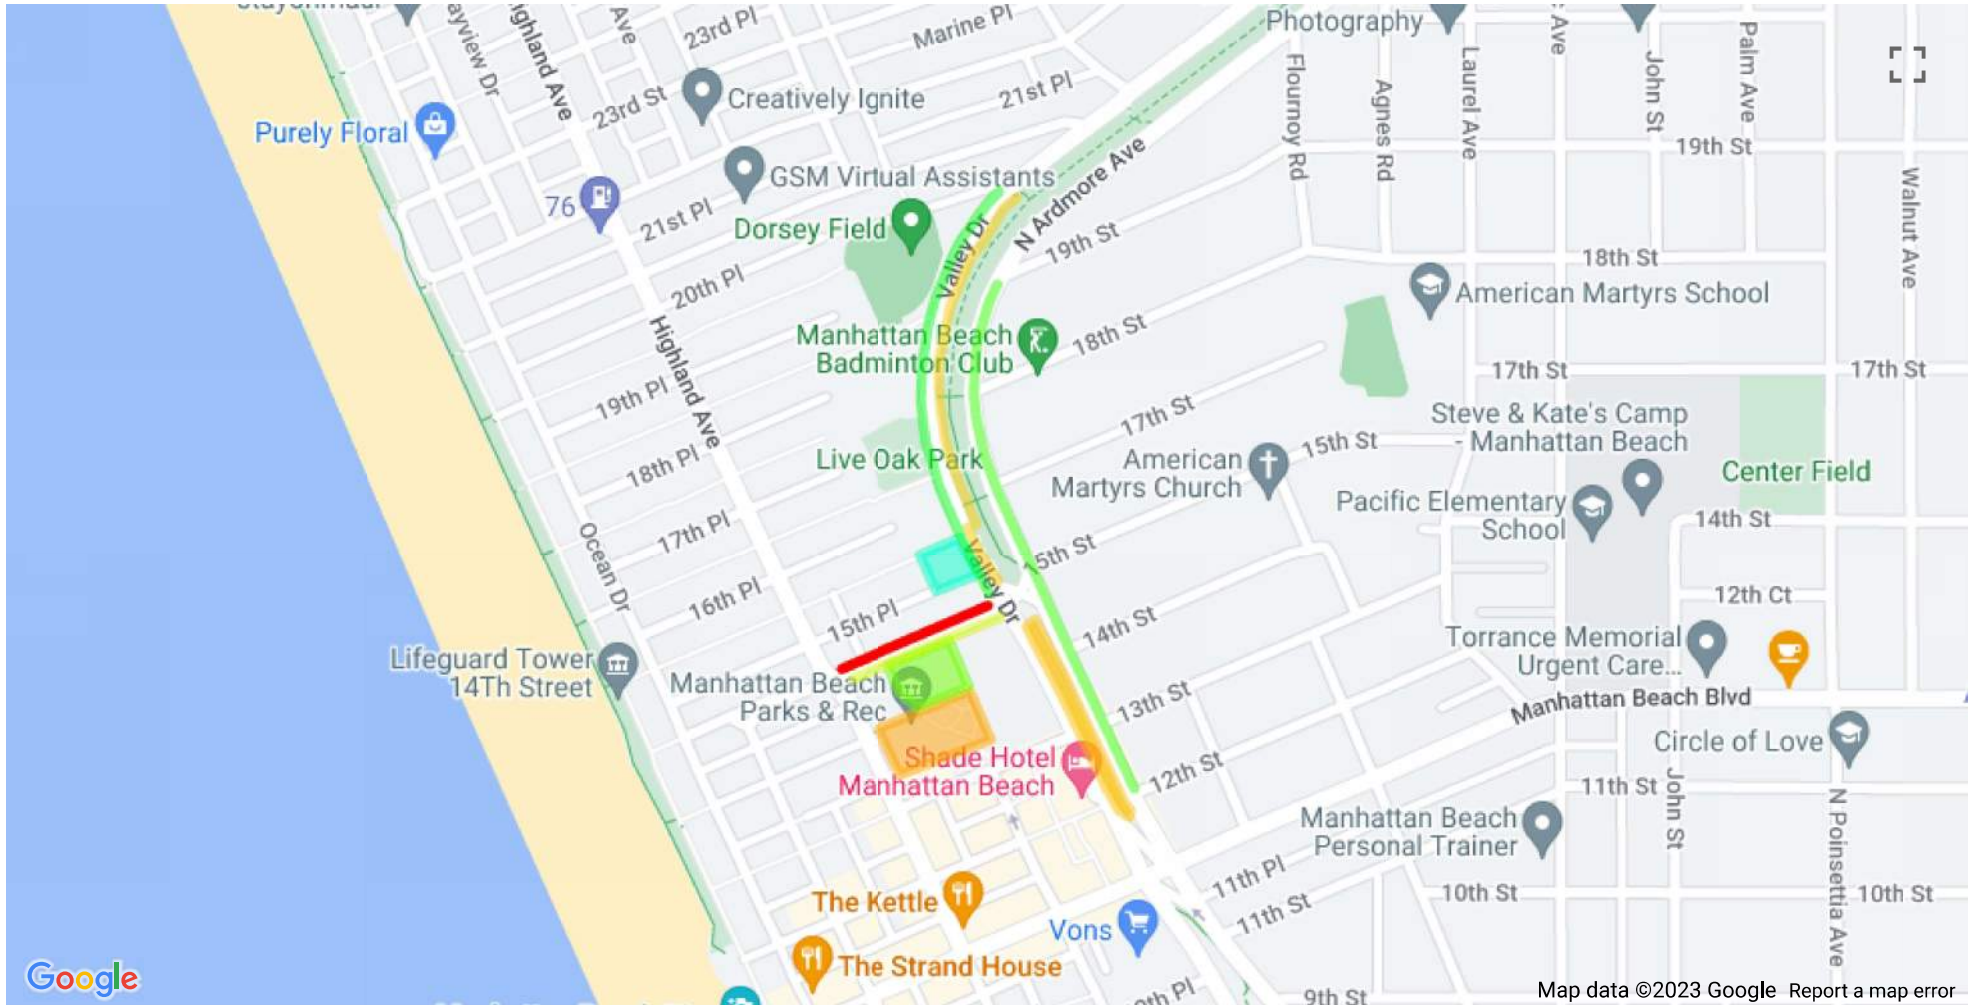 23rd Pl
Marine Pl
Photography
Ave
Highland Ave
23rd St
Creatively Ignite
21st Pl
Flournoy Rd
Agnes Rd
Laurel Ave
Ave
John St
Palm Ave
Purely Floral
19th St
GSM Virtual Assistants
N Ardmore Ave
Walnut Ave
76
21st Pl
Dorsey Field
Valley Dr
19th St
20th Pl
18th St
American Martyrs School
Highland Ave
Manhattan Beach
Badminton Club
18th St
17th St
17th St
19th Pl
17th St
Steve & Kate's Camp
- Manhattan Beach
18th Pl
Live Oak Park
American
Martyrs Church
15th St
Center Field
Pacific Elementary
School
14th St
17th Pl
Ocean Dr
Valley Dr
15th St
16th Pl
12th Ct
15th Pl
14th St
Lifeguard Tower
14Th Street
Torrance Memorial
Urgent Care...
Manhattan Beach
Parks & Rec
13th St
Manhattan Beach Blvd
Shade Hotel
Manhattan Beach
12th St
Circle of Love
11th St
John St
N Poinsettia Ave
Manhattan Beach
Personal Trainer
11th Pl
The Kettle
11th St
10th St
10th St
Vons
The Strand House
Google
9th St
Map data ©2023 Google
Report a map error